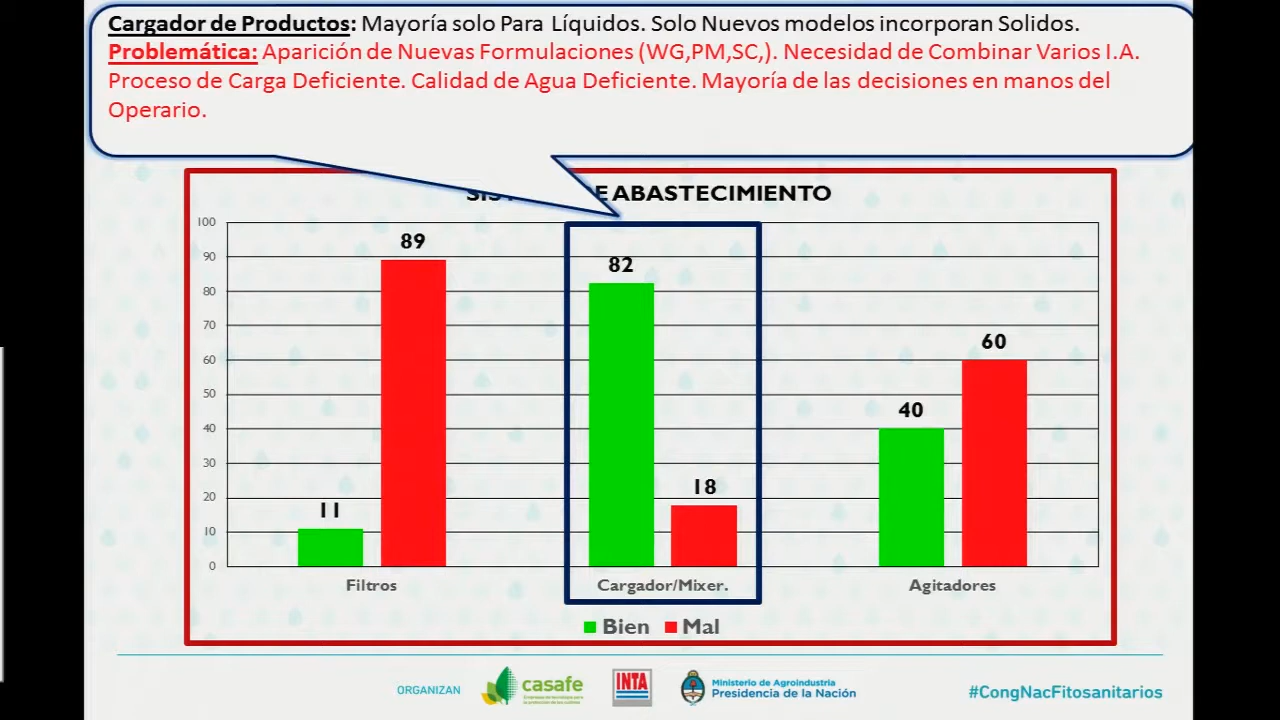 Cargador de Productos: Mayoría solo Para Líquidos. Solo Nuevos modelos incorporan Solidos.
Problemática: Aparición de Nuevas Formulaciones (WG,PM,SC,). Necesidad de Combinar Varios I.A.
Proceso de Carga Deficiente. Calidad de Agua Deficiente. Mayoría de las decisiones en manos del
Operario.
E ABASTECIMIENTO
100
90
80
70
60
50
40
30
20
10
0
11
89
82
18
40
60
Filtros
Cargador/Mixer.
Agitadores
Bien
Mal
ORGANIZAN
casafe
INTA
Ministerio de Agroindustria
Presidencia de la Nación
#CongNacFitosanitarios